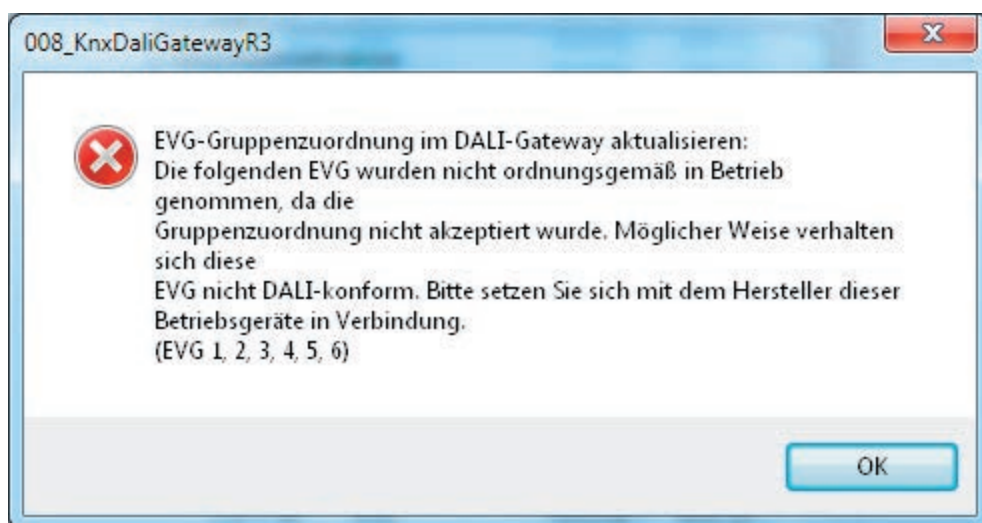 008_KnxDaliGatewayR3
EVG-Gruppenzuordnung im DALI-Gateway aktualisieren:
Die folgenden EVG wurden nicht ordnungsgemäß in Betrieb
genommen, da die
Gruppenzuordnung nicht akzeptiert wurde. Möglicher Weise verhalten
sich diese
EVG nicht DALI-konform. Bitte setzen Sie sich mit dem Hersteller dieser
Betriebsgeräte in Verbindung.
(EVG 1, 2, 3, 4, 5, 6)
OK